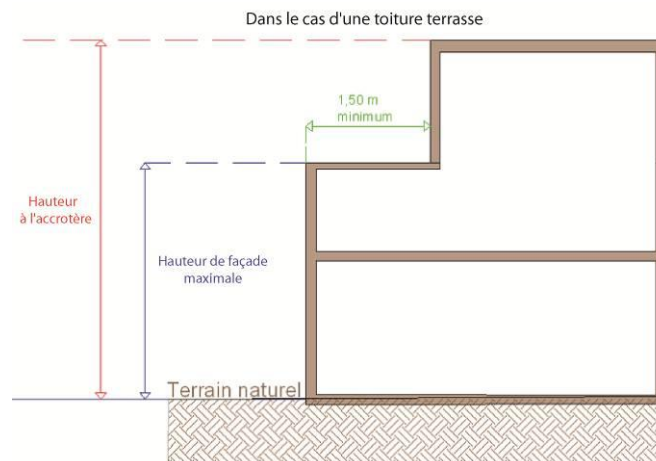 Dans le cas d'une toiture terrasse
1,50 m
minimum
Hauteur
à l'accrotère
Hauteur de façade
maximale
Terrain naturel